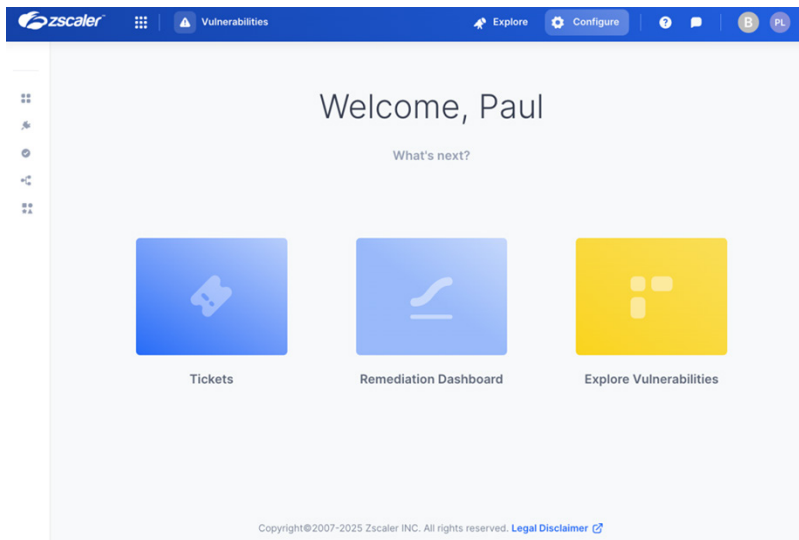 zscaler™
Vulnerabilities
Explore
Configure
B
PL
Welcome, Paul
What's next?
Tickets
Remediation Dashboard
Explore Vulnerabilities
Copyright©2007-2025 Zscaler INC. All rights reserved. Legal Disclaimer